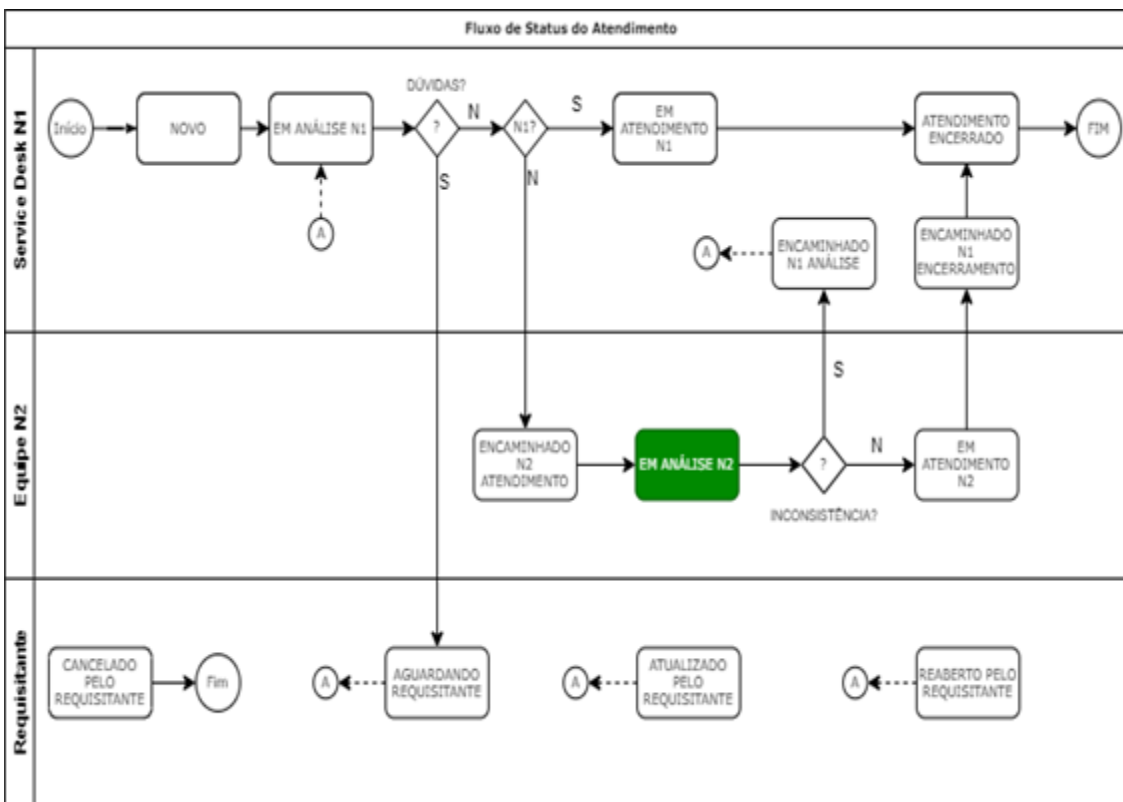 Fluxo de Status do Atendimento
Service Desk N1
Início
NOVO
EM ANÁLISE N1
DÚVIDAS?
?
N
S
N1?
S
N
EM
ATENDIMENTO
N1
ATENDIMENTO
ENCERRADO
FIM
A
A
ENCAMINHADO
N1 ANÁLISE
ENCAMINHADO
N1
ENCERRAMENTO
Equipe N2
ENCAMINHADO
N2
ATENDIMENTO
EM ANÁLISE N2
?
INCONSISTÊNCIA?
S
N
EM
ATENDIMENTO
N2
Requisitante
CANCELADO
PELO
REQUISITANTE
Fim
A
AGUARDANDO
REQUISITANTE
A
ATUALIZADO
PELO
REQUISITANTE
A
REABERTO PELO
REQUISITANTE